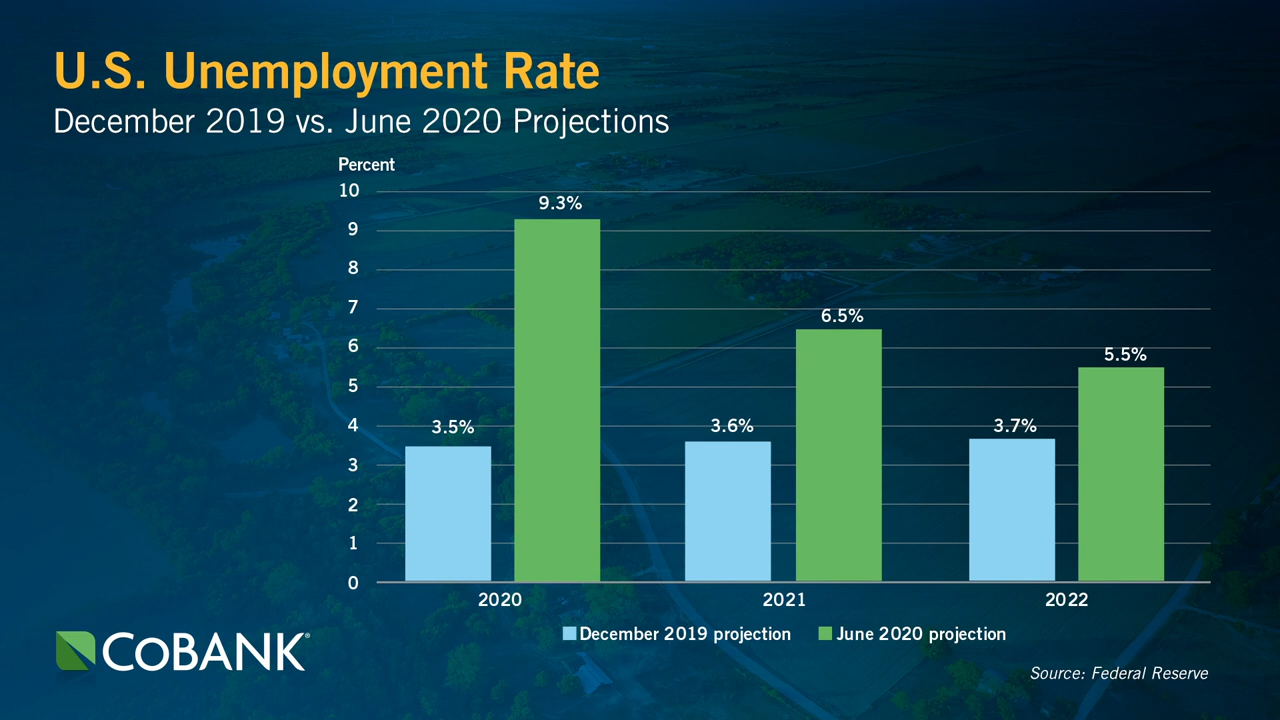 U.S. Unemployment Rate
December 2019 vs. June 2020 Projections
Percent
10
9
8
7
6
5
4
3
2
1
0
3.5%
9.3%
3.6%
6.5%
3.7%
5.5%
2020
2021
2022
December 2019 projection
June 2020 projection
COBANK®
Source: Federal Reserve